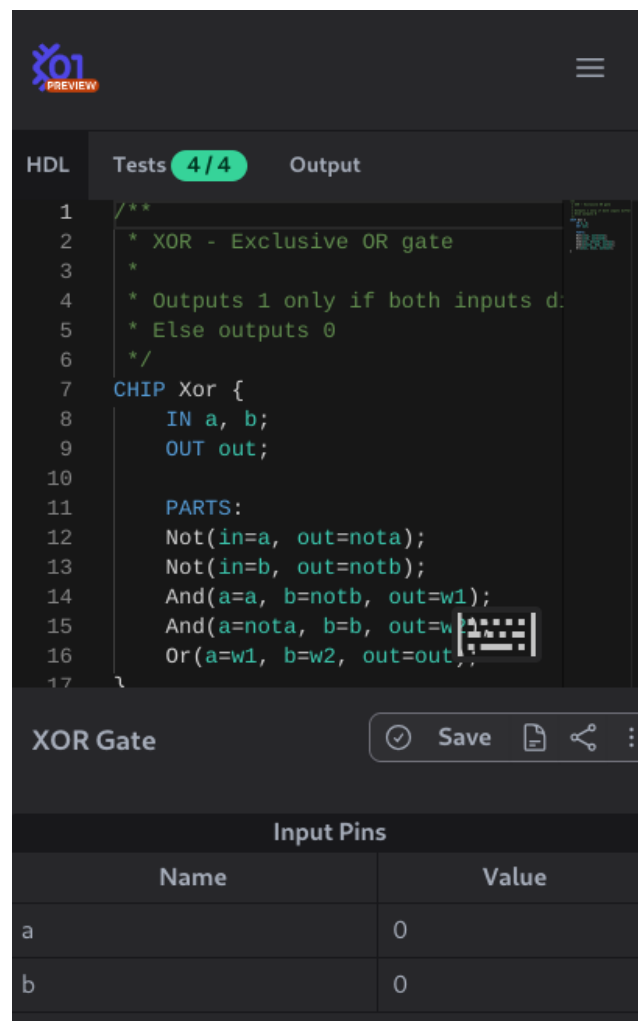 01
PREVIEW
HDL Tests 4 / 4 Output
1 /**
2 * XOR - Exclusive OR gate
3 *
4 * Outputs 1 only if both inputs
5 * Else outputs 0
6 */
7 CHIP Xor {
8 IN a, b;
9 OUT out;
10
11 PARTS:
12 Not(in=a, out=nota);
13 Not(in=b, out=notb);
14 And(a=a, b=notb, out=w1);
15 And(a=nota, b=b,
16 Or(a=w1, b=w2, out=out);
17 }
XOR Gate Save
Input Pins
Name Value
a 0
b 0